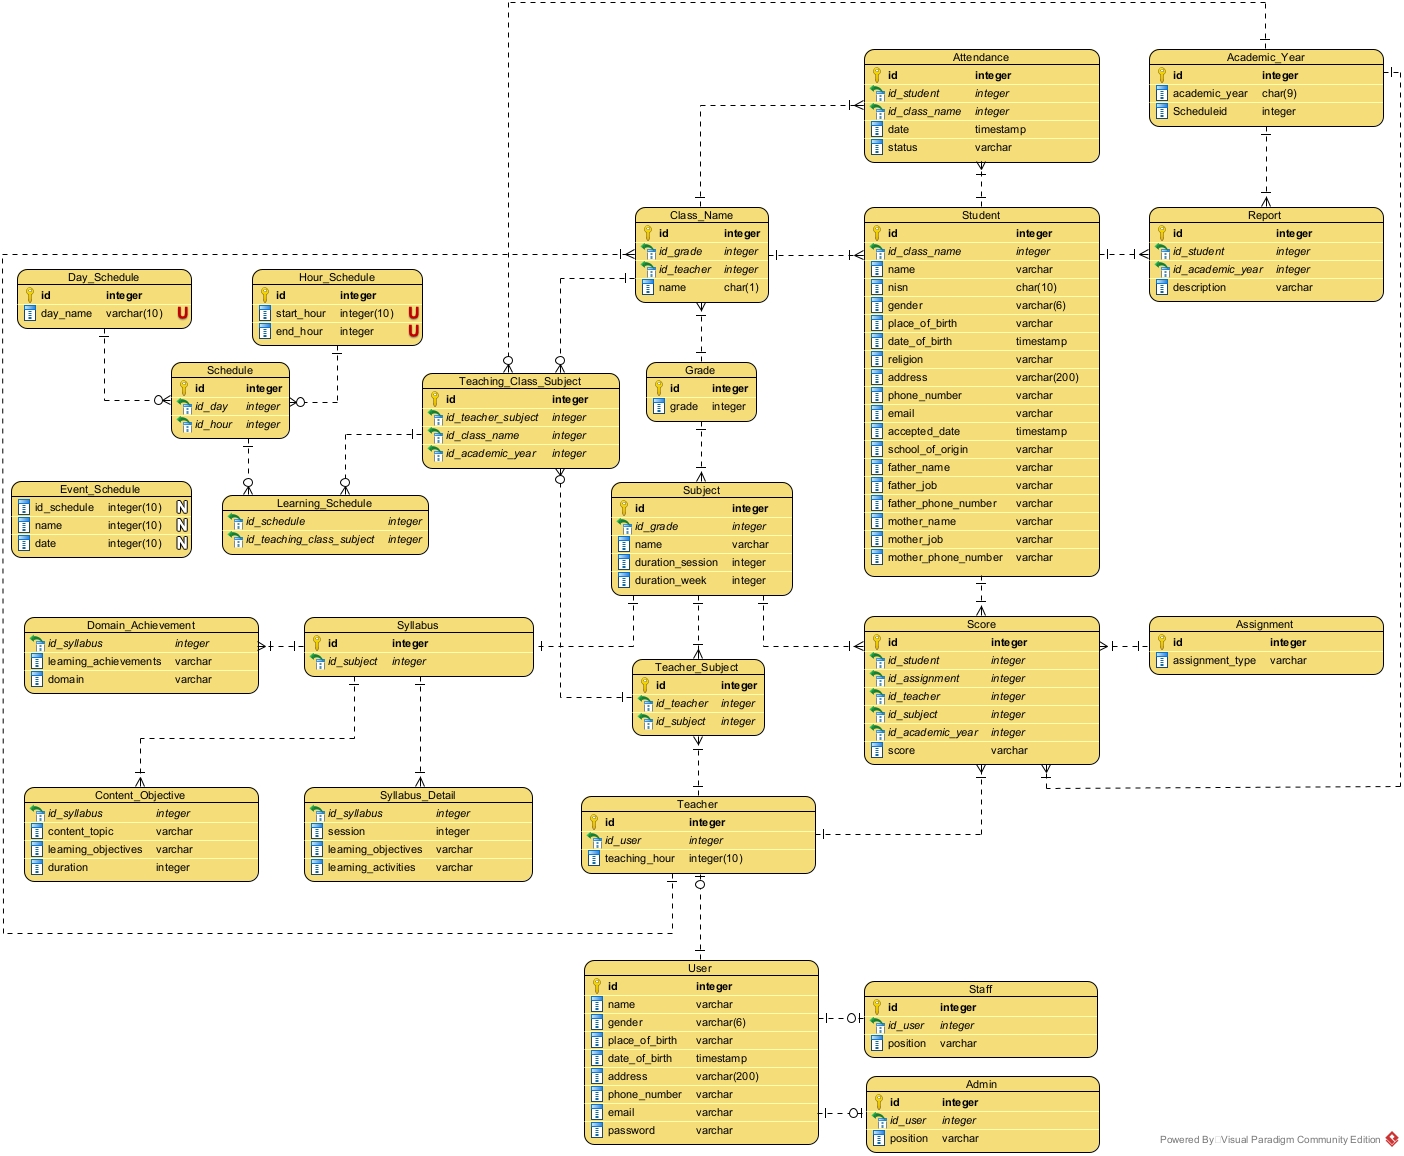 Attendance
id integer
id_student integer
id_class_name integer
date timestamp
status varchar
Academic_Year
id integer
academic_year char(9)
Scheduleid integer
Class_Name
id integer
id_grade integer
id_teacher integer
name char(1)
Student
id integer
id_class_name integer
name varchar
nisn char(10)
gender varchar(6)
place_of_birth varchar
date_of_birth timestamp
religion varchar
address varchar(200)
phone_number varchar
email varchar
accepted_date timestamp
school_of_origin varchar
father_name varchar
father_job varchar
father_phone_number varchar
mother_name varchar
mother_job varchar
mother_phone_number varchar
Report
id integer
id_student integer
id_academic_year integer
description varchar
Day_Schedule
id integer
day_name varchar(10) U
Hour_Schedule
id integer
start_hour integer(10) U
end_hour integer U
Schedule
id integer
id_day integer
id_hour integer
Teaching_Class_Subject
id integer
id_teacher_subject integer
id_class_name integer
id_academic_year integer
Grade
id integer
grade integer
Event_Schedule
id_schedule integer(10) N
name integer(10) N
date integer(10) N
Learning_Schedule
id_schedule integer
id_teaching_class_subject integer
Subject
id integer
id_grade integer
name varchar
duration_session integer
duration_week integer
Domain_Achievement
id_syllabus integer
learning_achievements varchar
domain varchar
Syllabus
id integer
id_subject integer
Teacher_Subject
id integer
id_teacher integer
id_subject integer
Score
id integer
id_student integer
id_assignment integer
id_teacher integer
id_subject integer
id_academic_year integer
score varchar
Assignment
id integer
assignment_type varchar
Content_Objective
id_syllabus integer
content_topic varchar
learning_objectives varchar
duration integer
Syllabus_Detail
id_syllabus integer
session integer
learning_objectives varchar
learning_activities varchar
Teacher
id integer
id_user integer
teaching_hour integer(10)
User
id integer
name varchar
gender varchar(6)
place_of_birth varchar
date_of_birth timestamp
address varchar(200)
phone_number varchar
email varchar
password varchar
Staff
id integer
id_user integer
position varchar
Admin
id integer
id_user integer
position varchar
Powered By Visual Paradigm Community Edition